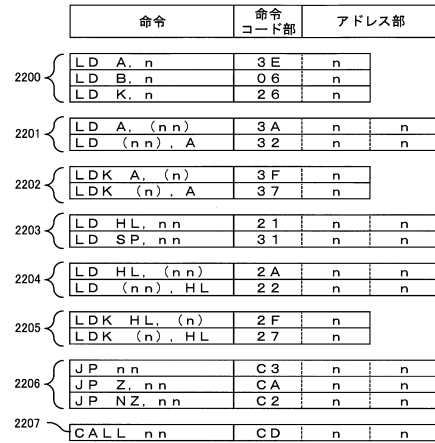 命令 命令コード部 アドレス部
2200
LD A, n 3E n
LD B, n 06 n
LD K, n 26 n
2201
LD A, (nn) 3A n n
LD (nn), A 32 n n
2202
LDK A, (n) 3F n
LDK (n), A 37 n
2203
LD HL, nn 21 n n
LD SP, nn 31 n n
2204
LD HL, (nn) 2A n n
LD (nn), HL 22 n n
2205
LDK HL, (n) 2F n
LDK (n), HL 27 n
2206
JP nn C3 n n
JP Z, nn CA n n
JP NZ, nn C2 n n
2207
CALL nn CD n n